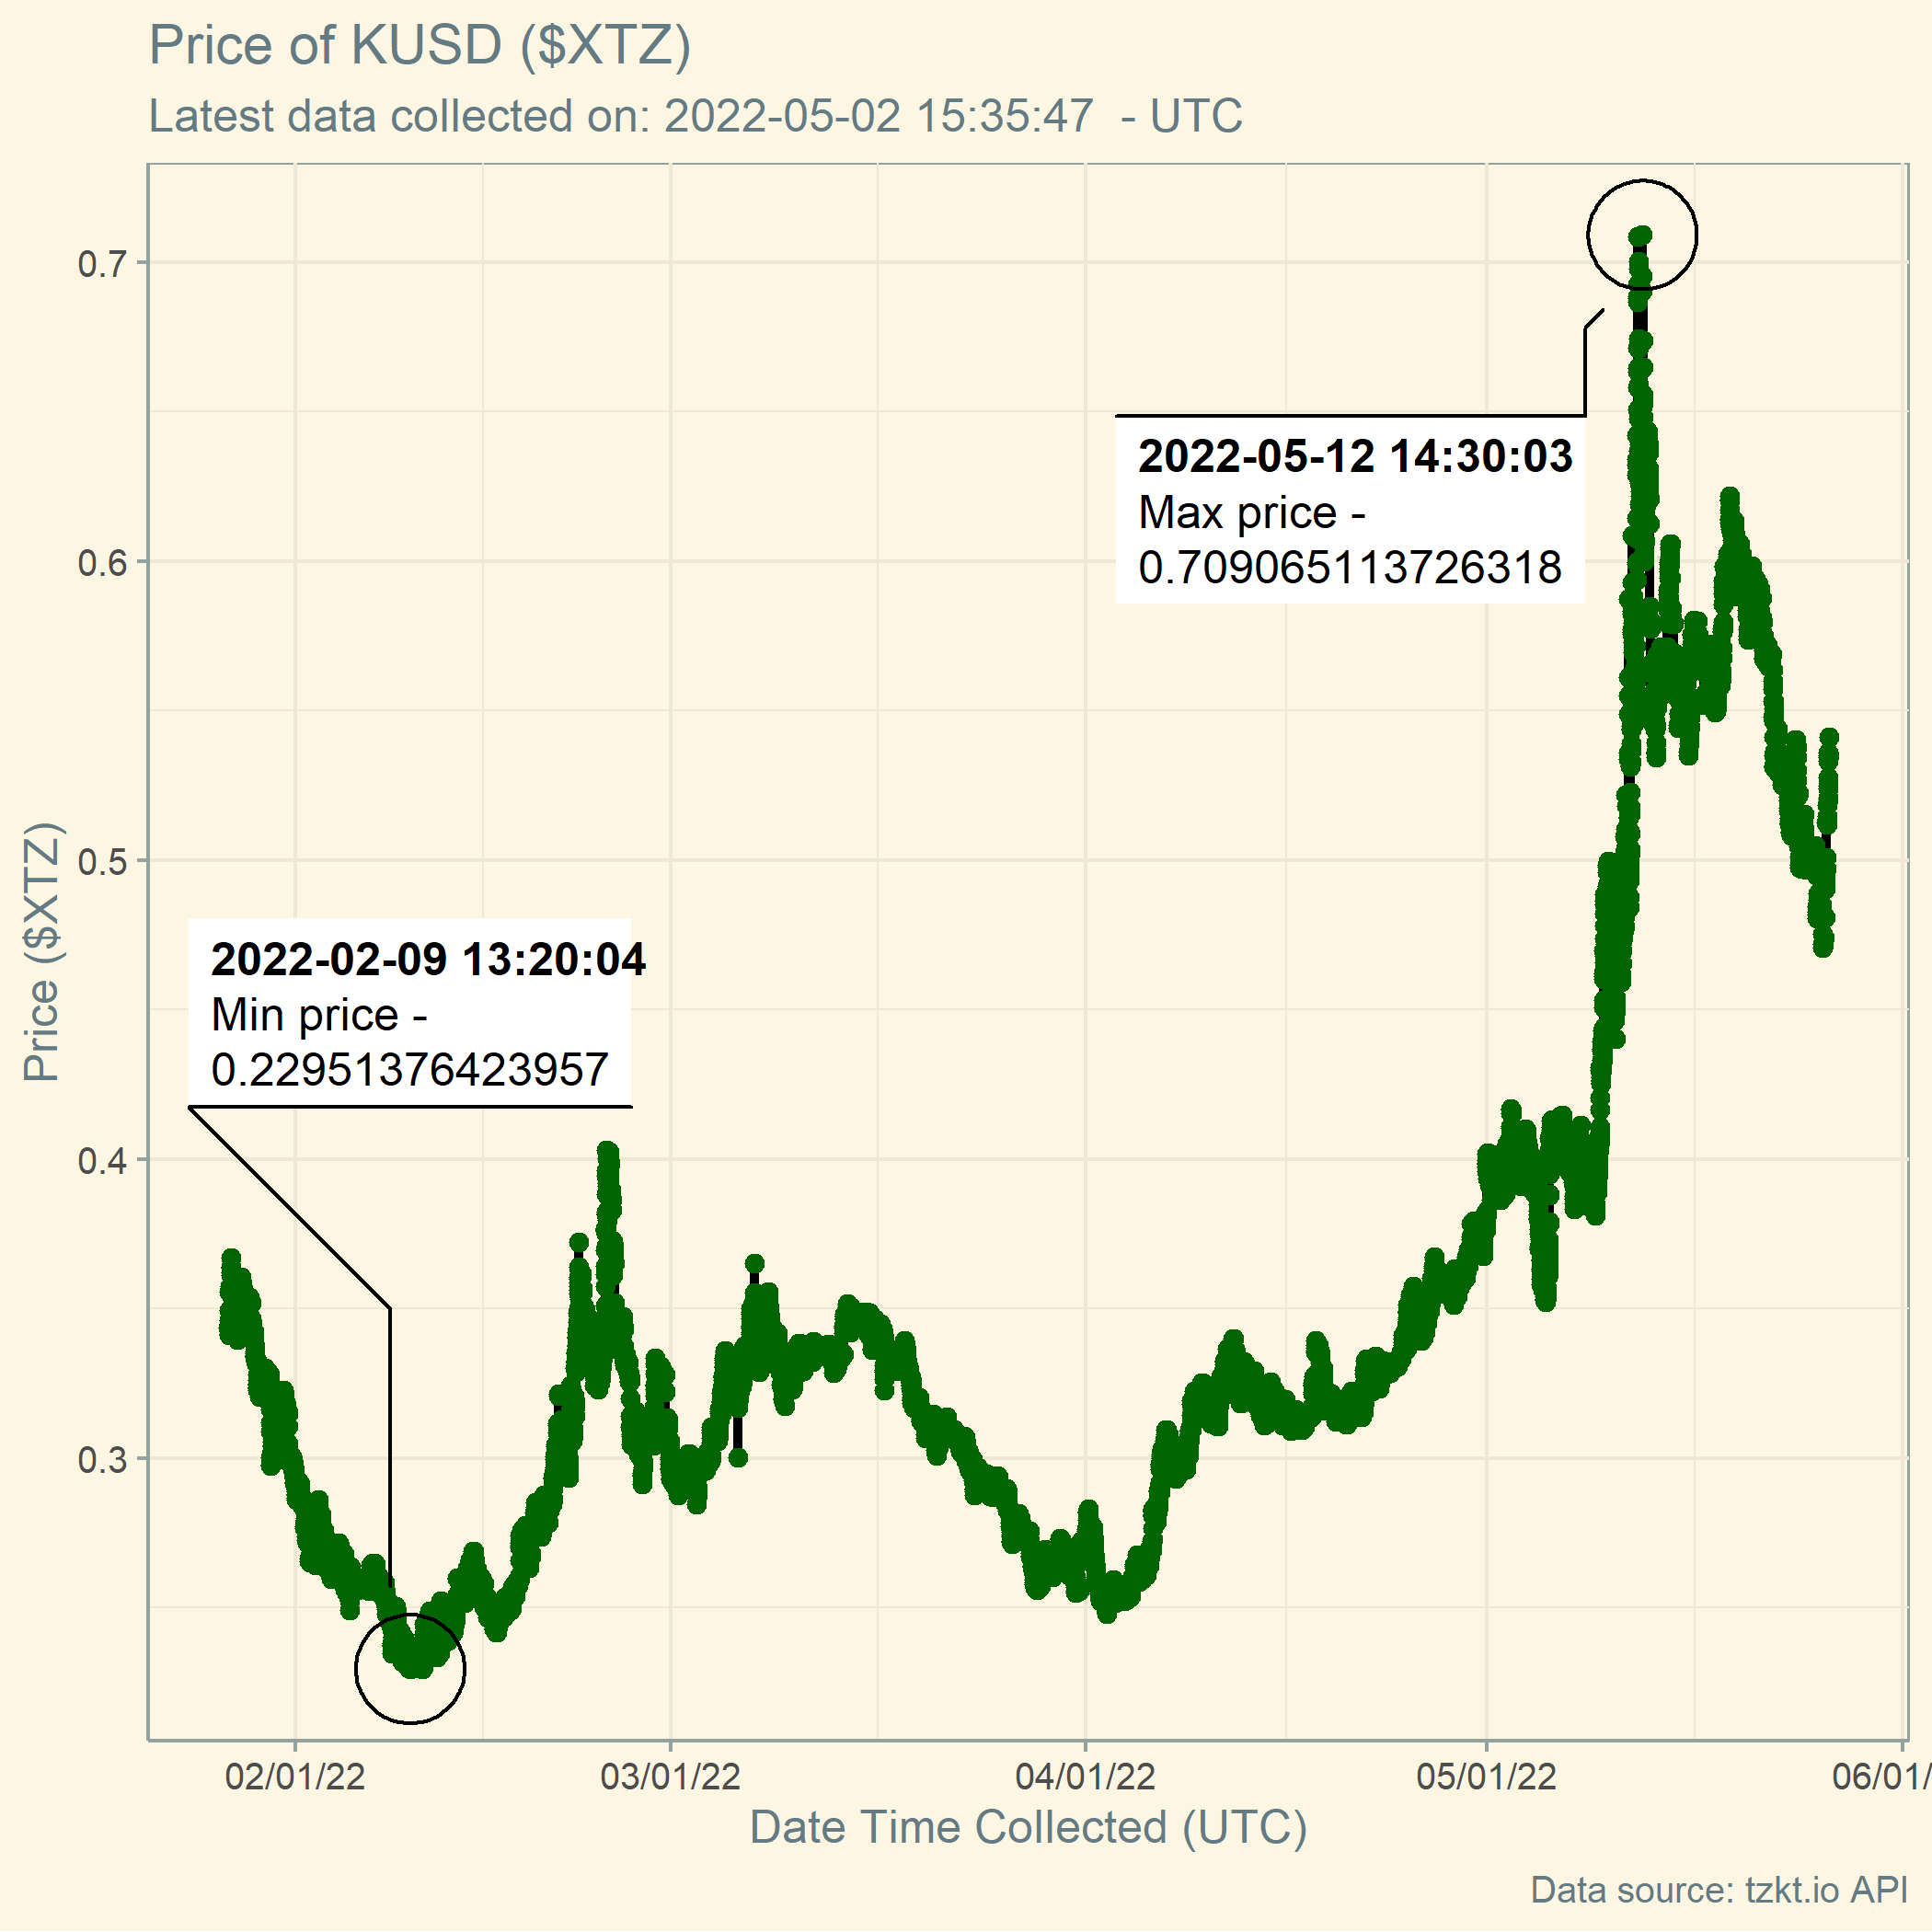 Price of KUSD ($XTZ)
Latest data collected on: 2022-05-02 15:35:47  - UTC
0.7
0.6
0.5
0.4
0.3
Price ($XTZ)
2022-05-12 14:30:03
Max price -
0.709065113726318
2022-02-09 13:20:04
Min price -
0.22951376423957
02/01/22
03/01/22
04/01/22
05/01/22
06/01/
Date Time Collected (UTC)
Data source: tzkt.io API